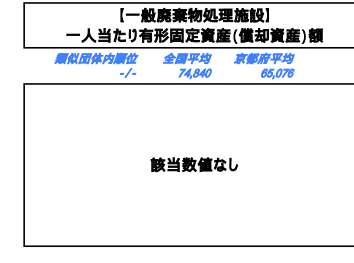 【一般廃棄物処理施設】
一人当たり有形固定資産(償却資産)額
類似団体内順位 全国平均 京都府平均
-/- 74,840 65,076
該当数値なし